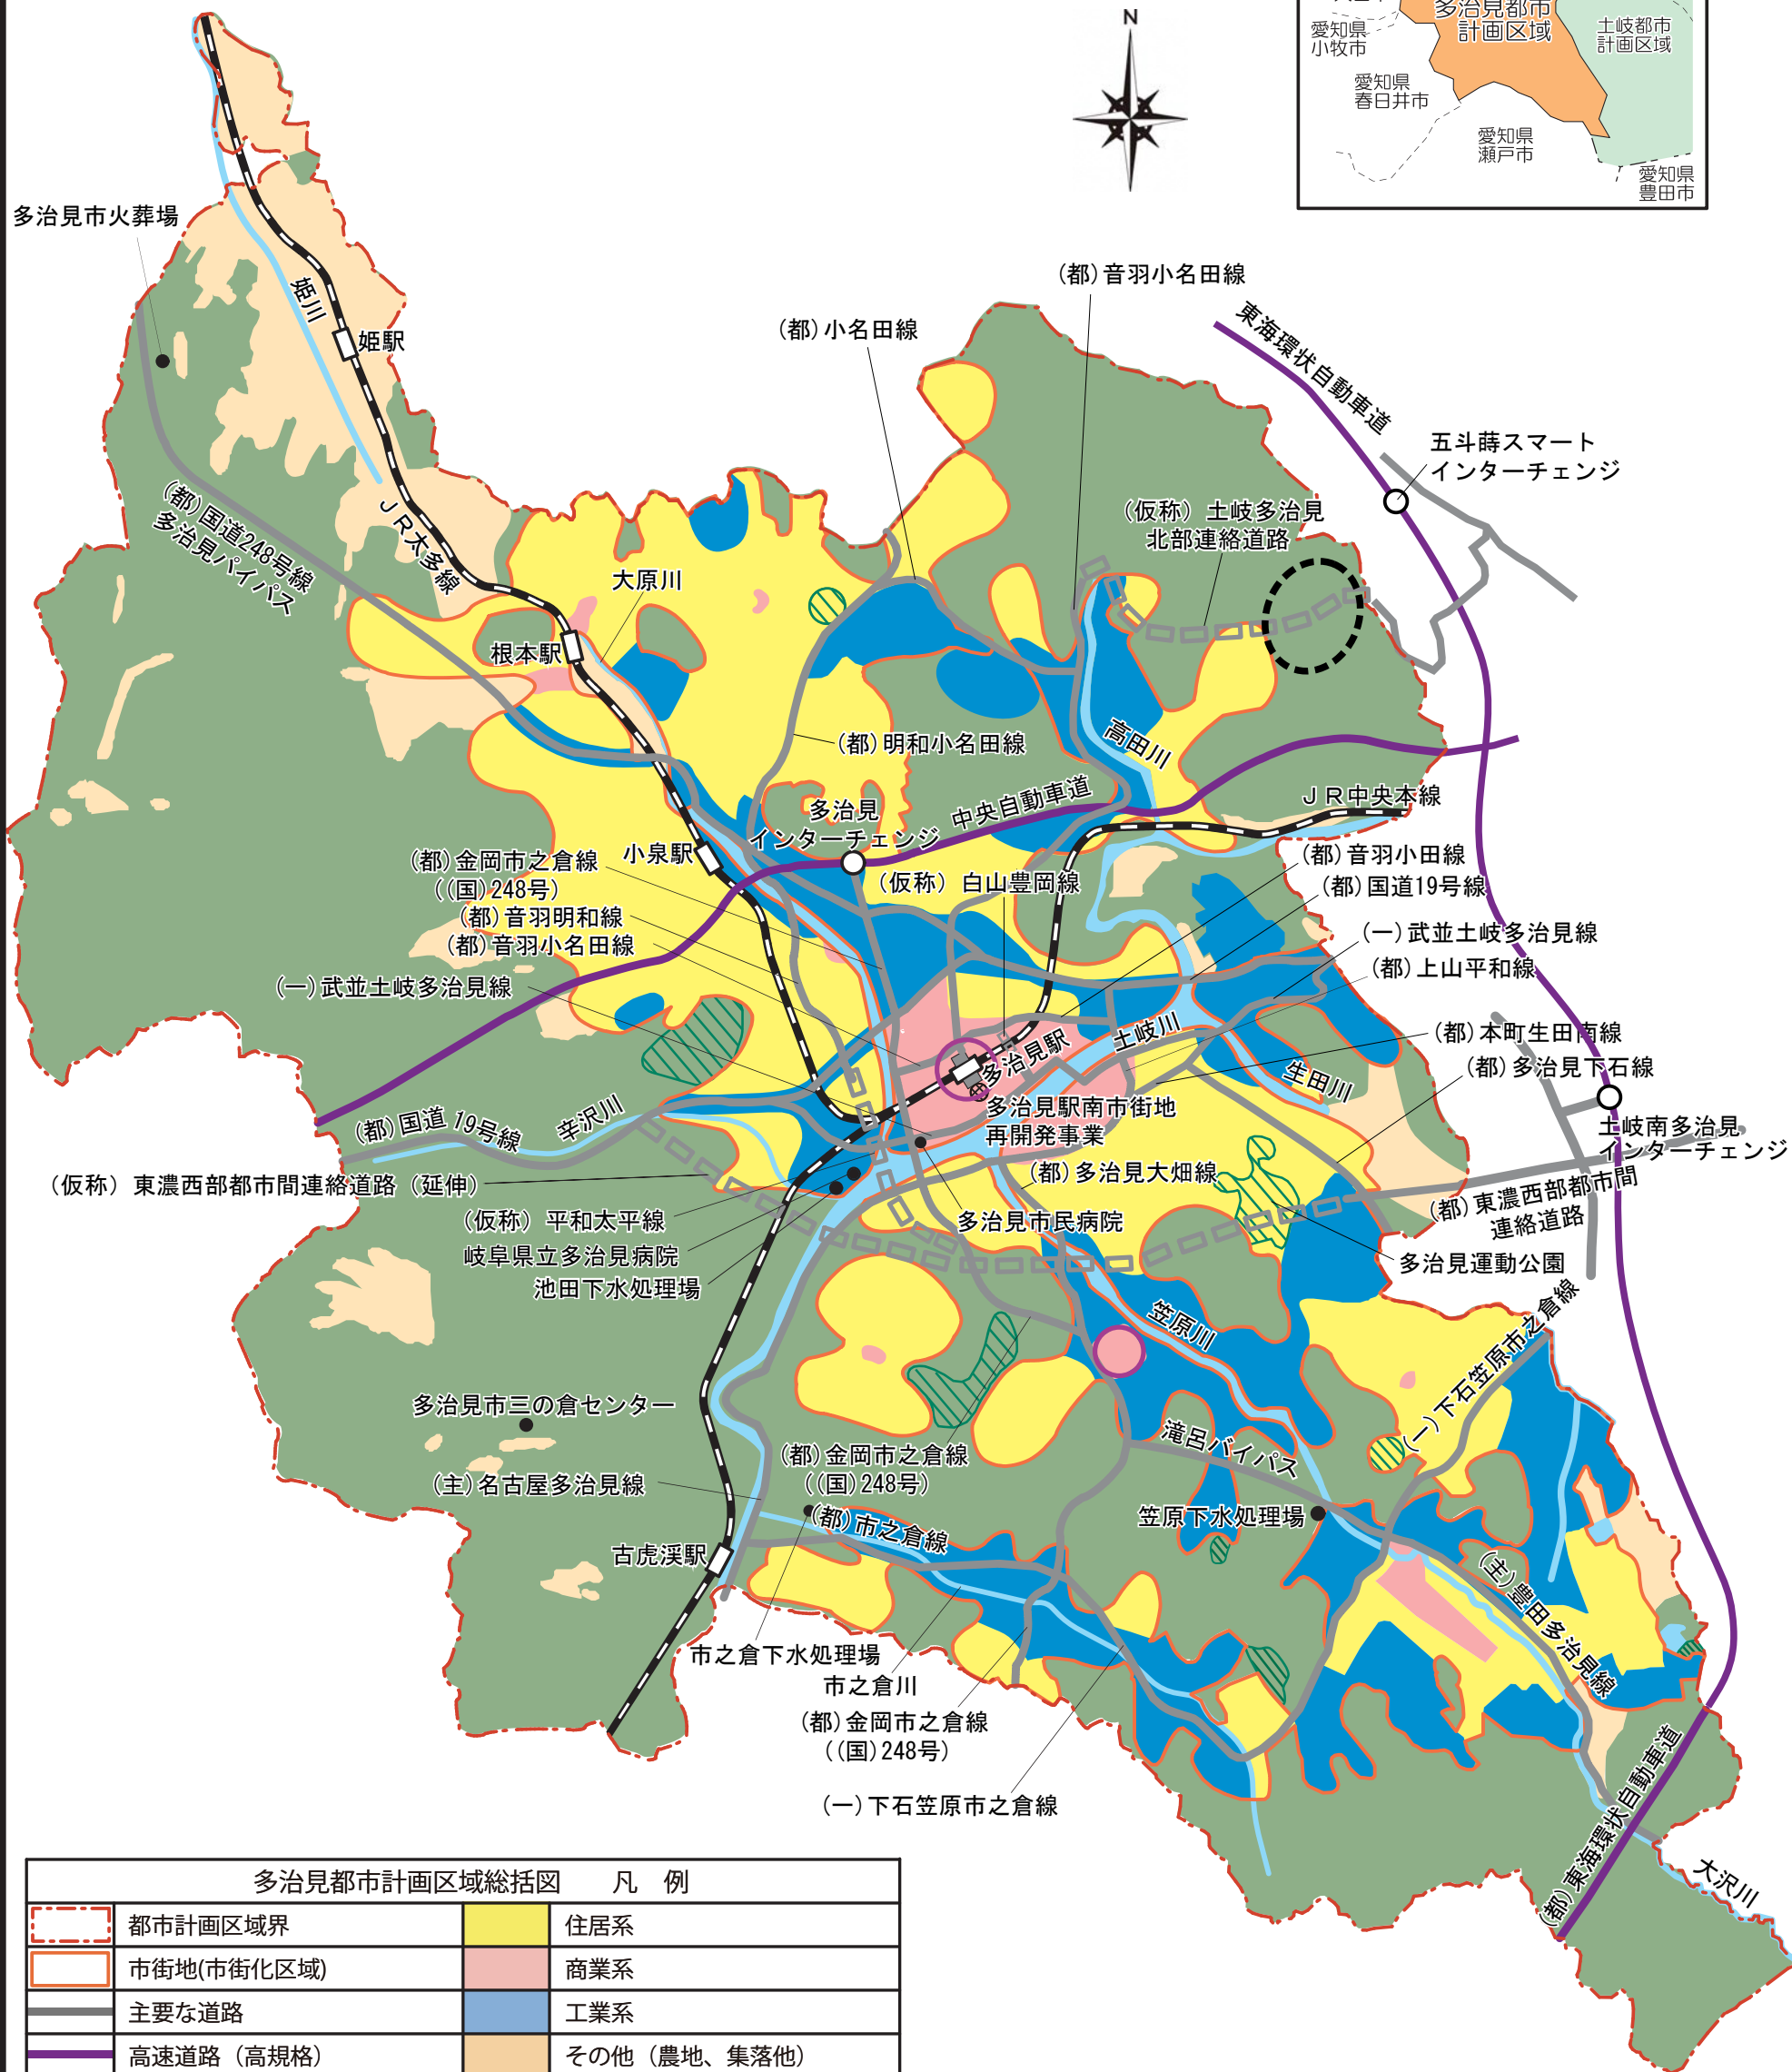 N
多治見都市
計画区域
土岐都市
計画区域
愛知県
小牧市
愛知県
春日井市
愛知県
瀬戸市
愛知県
豊田市
多治見市火葬場
姫川
姫駅
(都)音羽小名田線
(都)小名田線
東海環状自動車道
五斗蒔スマート
インターチェンジ
(都)国道248号線
多治見バイパス
JR太多線
大原川
(仮称) 土岐多治見
北部連絡道路
根本駅
(都)明和小名田線
高田川
中央自動車道
JR中央本線
多治見
インターチェンジ
小泉駅
(都)金岡市之倉線
((国)248号)
(仮称) 白山豊岡線
(都)音羽小田線
(都)国道19号線
(都)音羽明和線
(都)音羽小名田線
(一)武並土岐多治見線
(都)上山平和線
(一)武並土岐多治見線
土岐川
(都)本町生田南線
多治見駅
生田川
(都)多治見下石線
多治見駅南市街地
再開発事業
土岐南多治見
インターチェンジ
(都)国道19号線
辛沢川
(仮称) 東濃西部都市間連絡道路 (延伸)
(都)多治見大畑線
(都)東濃西部都市間
連絡道路
(仮称) 平和太平線
多治見市民病院
岐阜県立多治見病院
池田下水処理場
多治見運動公園
笠原川
(一)下石笠原市之倉線
多治見市三の倉センター
滝呂バイパス
(都)金岡市之倉線
((国)248号)
(主)名古屋多治見線
(都)市之倉線
笠原下水処理場
古虎渓駅
(主)豊田多治見線
市之倉下水処理場
市之倉川
(都)金岡市之倉線
((国)248号)
(一)下石笠原市之倉線
(都)東海環状自動車道
大沢川
多治見都市計画区域総括図 凡 例
都市計画区域界
住居系
市街地(市街化区域)
商業系
主要な道路
工業系
高速道路(高規格)
その他(農地、集落他)